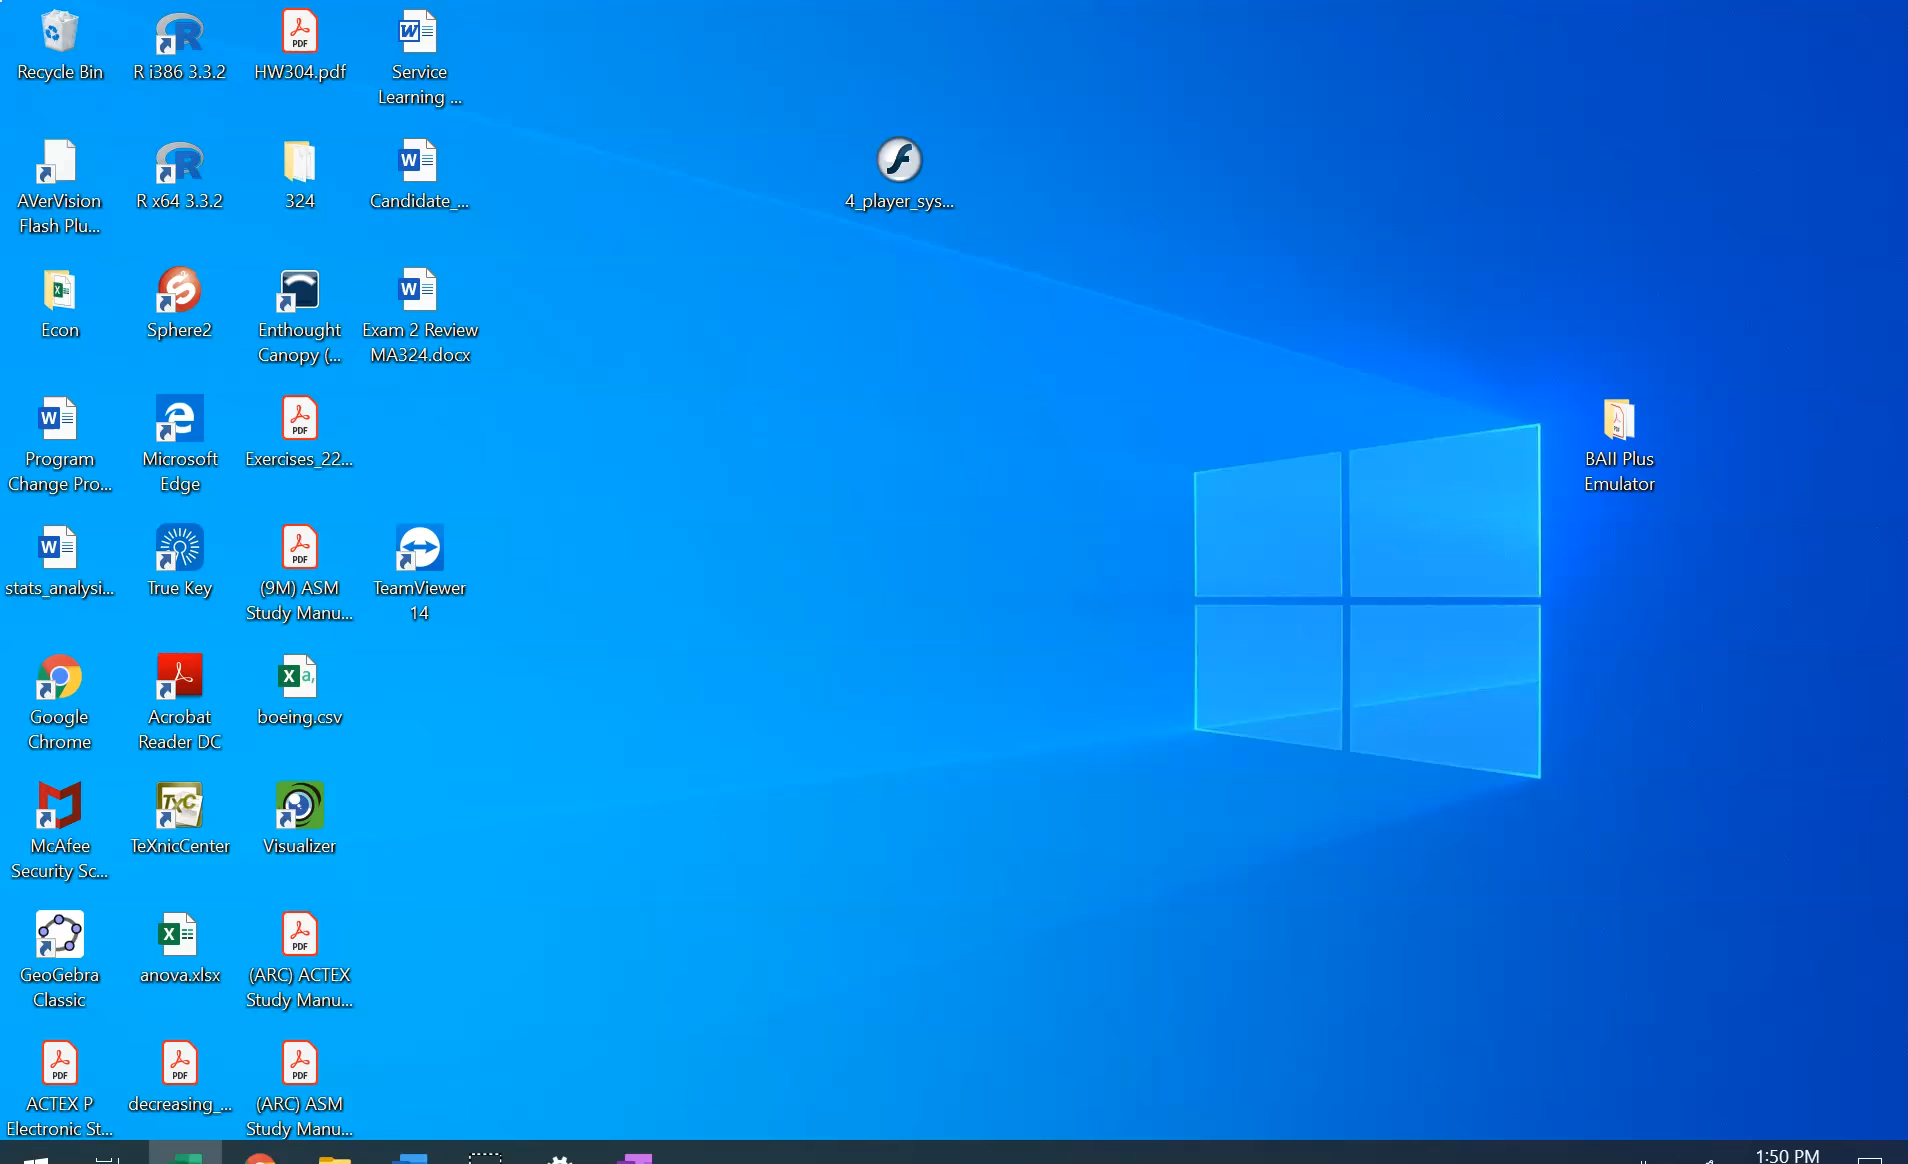 Recycle Bin
R i386 3.3.2
HW304.pdf
Service
Learning ...
AVerVision
Flash Plu...
R x64 3.3.2
324
Candidate_...
4_player_sys...
Econ
Sphere2
Enthought
Canopy (...
Exam 2 Review
MA324.docx
Program
Change Pro...
Microsoft
Edge
Exercises_22...
BAII Plus
Emulator
stats_analysi...
True Key
(9M) ASM
Study Manu...
TeamViewer
14
Google
Chrome
Acrobat
Reader DC
boeing.csv
McAfee
Security Sc...
TeXnicCenter
Visualizer
GeoGebra
Classic
anova.xlsx
(ARC) ACTEX
Study Manu...
ACTEX P
Electronic St...
decreasing_...
(ARC) ASM
Study Manu...
1:50 PM